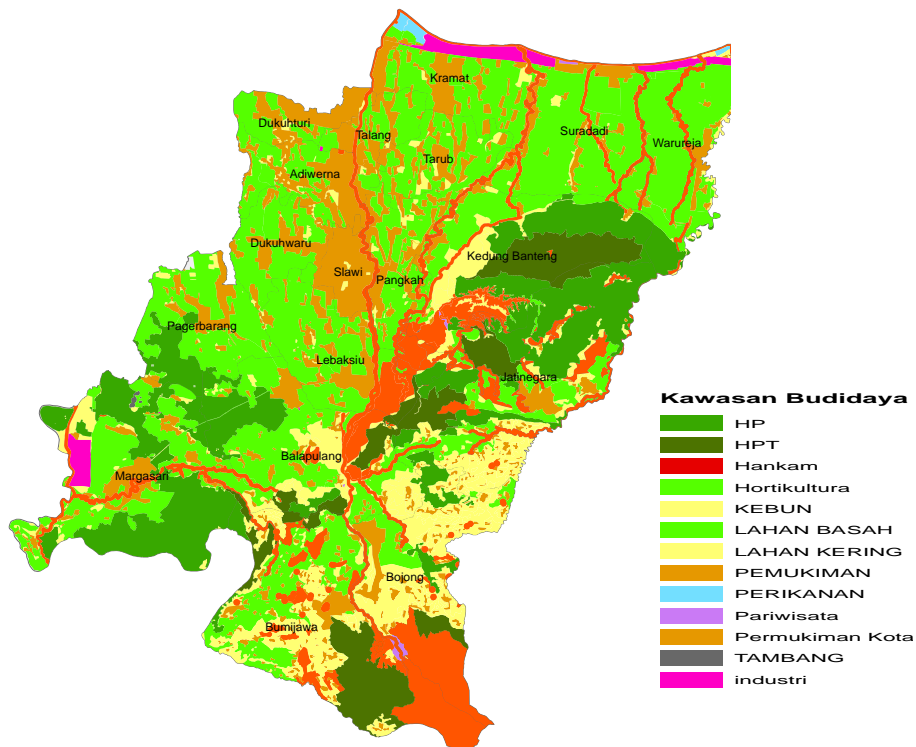 Kramat
Dukuhturi
Talang
Suradadi
Warureja
Tarub
Adiwerna
Dukuhwaru
Kedung Banteng
Slawi
Pangkah
Pagerbarang
Lebaksiu
Jatinegara
Balapulang
Margasari
Bojong
Bumijawa
Kawasan Budidaya
HP
HPT
Hankam
Hortikultura
KEBUN
LAHAN BASAH
LAHAN KERING
PEMUKIMAN
PERIKANAN
Pariwisata
Permukiman Kota
TAMBANG
industri